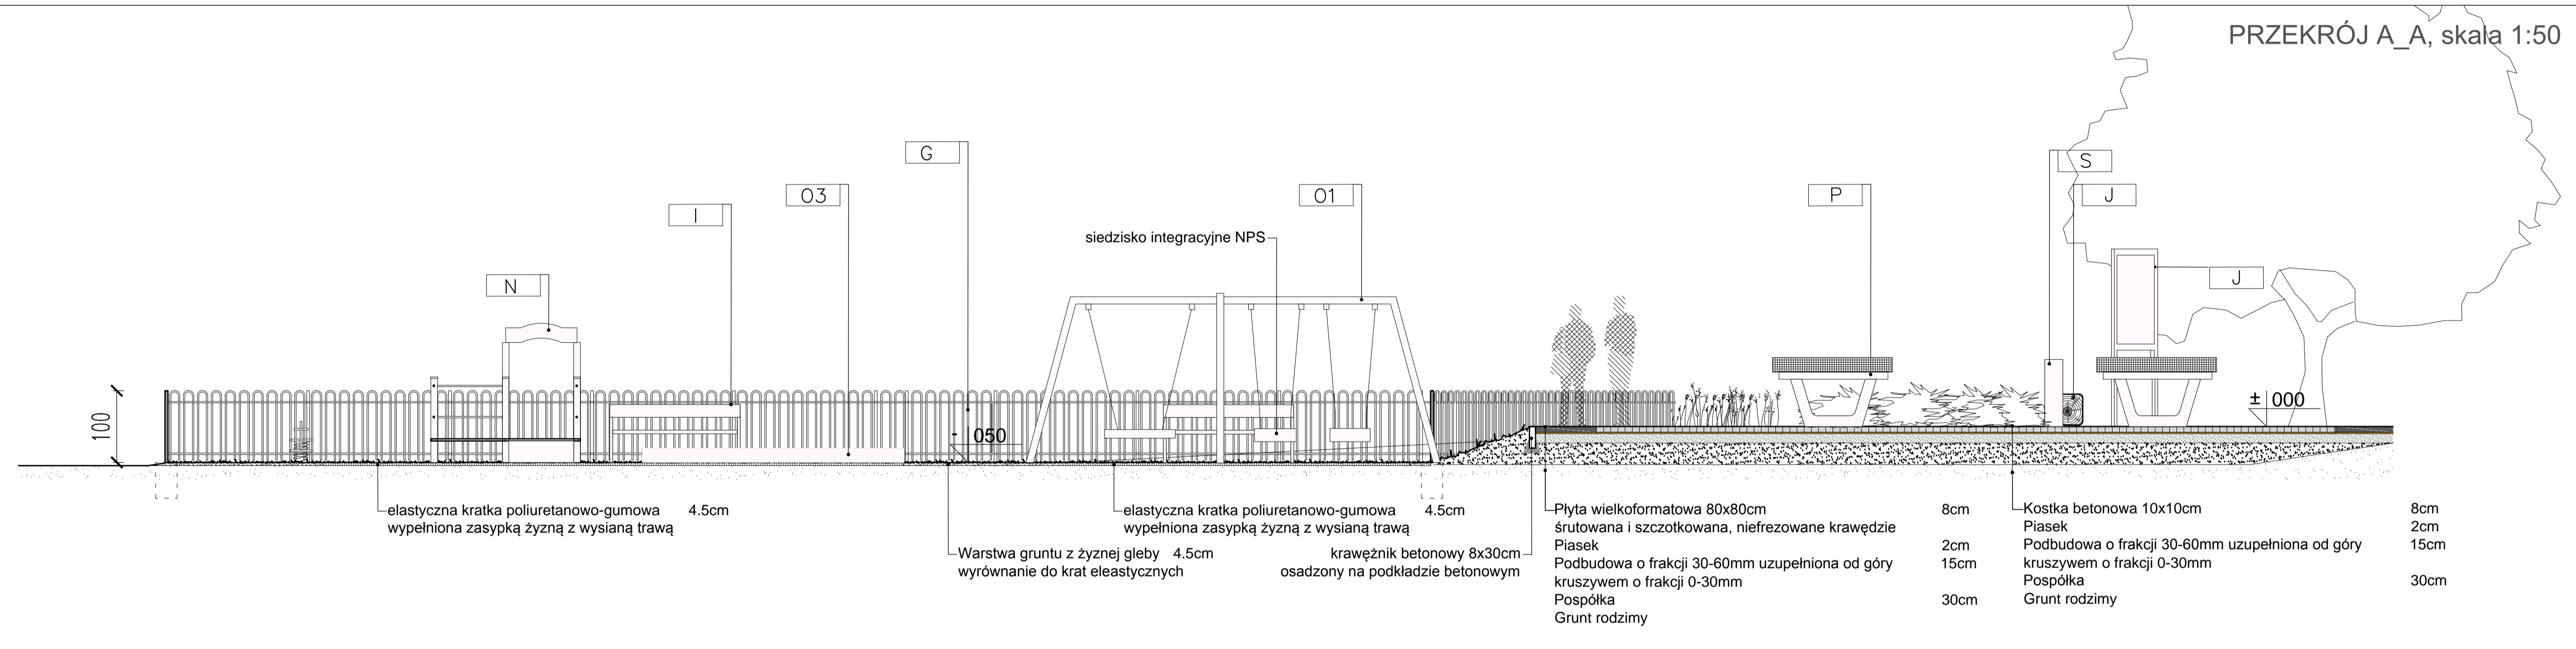 PRZEKRÓJ A_A, skala 1:50
G
S
O3
O1
P
J
I
siedzisko integracyjne NPS
J
N
100
- 050
± 000
elastyczna kratka poliuretanowo-gumowa 4.5cm
wypełniona zasypką żyzną z wysianą trawą
Warstwa gruntu z żyznej gleby 4.5cm
wyrównanie do krat eleastycznych
elastyczna kratka poliuretanowo-gumowa 4.5cm
wypełniona zasypką żyzną z wysianą trawą
krawężnik betonowy 8x30cm
osadzony na podkładzie betonowym
Płyta wielkoformatowa 80x80cm 8cm
śrutowana i szczotkowana, niefrezowane krawędzie
Piasek 2cm
Podbudowa o frakcji 30-60mm uzupełniona od góry 15cm
kruszywem o frakcji 0-30mm
Pospółka 30cm
Grunt rodzimy
Kostka betonowa 10x10cm 8cm
Piasek 2cm
Podbudowa o frakcji 30-60mm uzupełniona od góry 15cm
kruszywem o frakcji 0-30mm
Pospółka 30cm
Grunt rodzimy